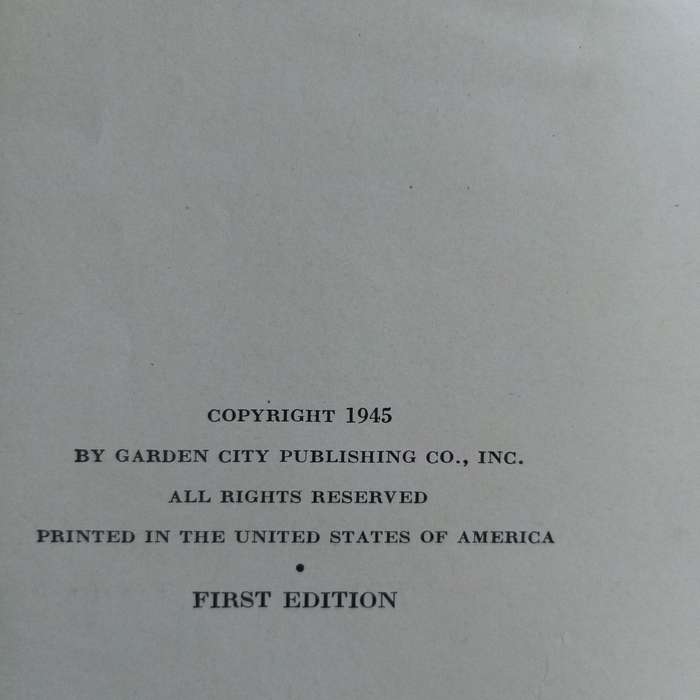 COPYRIGHT 1945
BY GARDEN CITY PUBLISHING CO., INC.
ALL RIGHTS RESERVED
PRINTED IN THE UNITED STATES OF AMERICA
•
FIRST EDITION